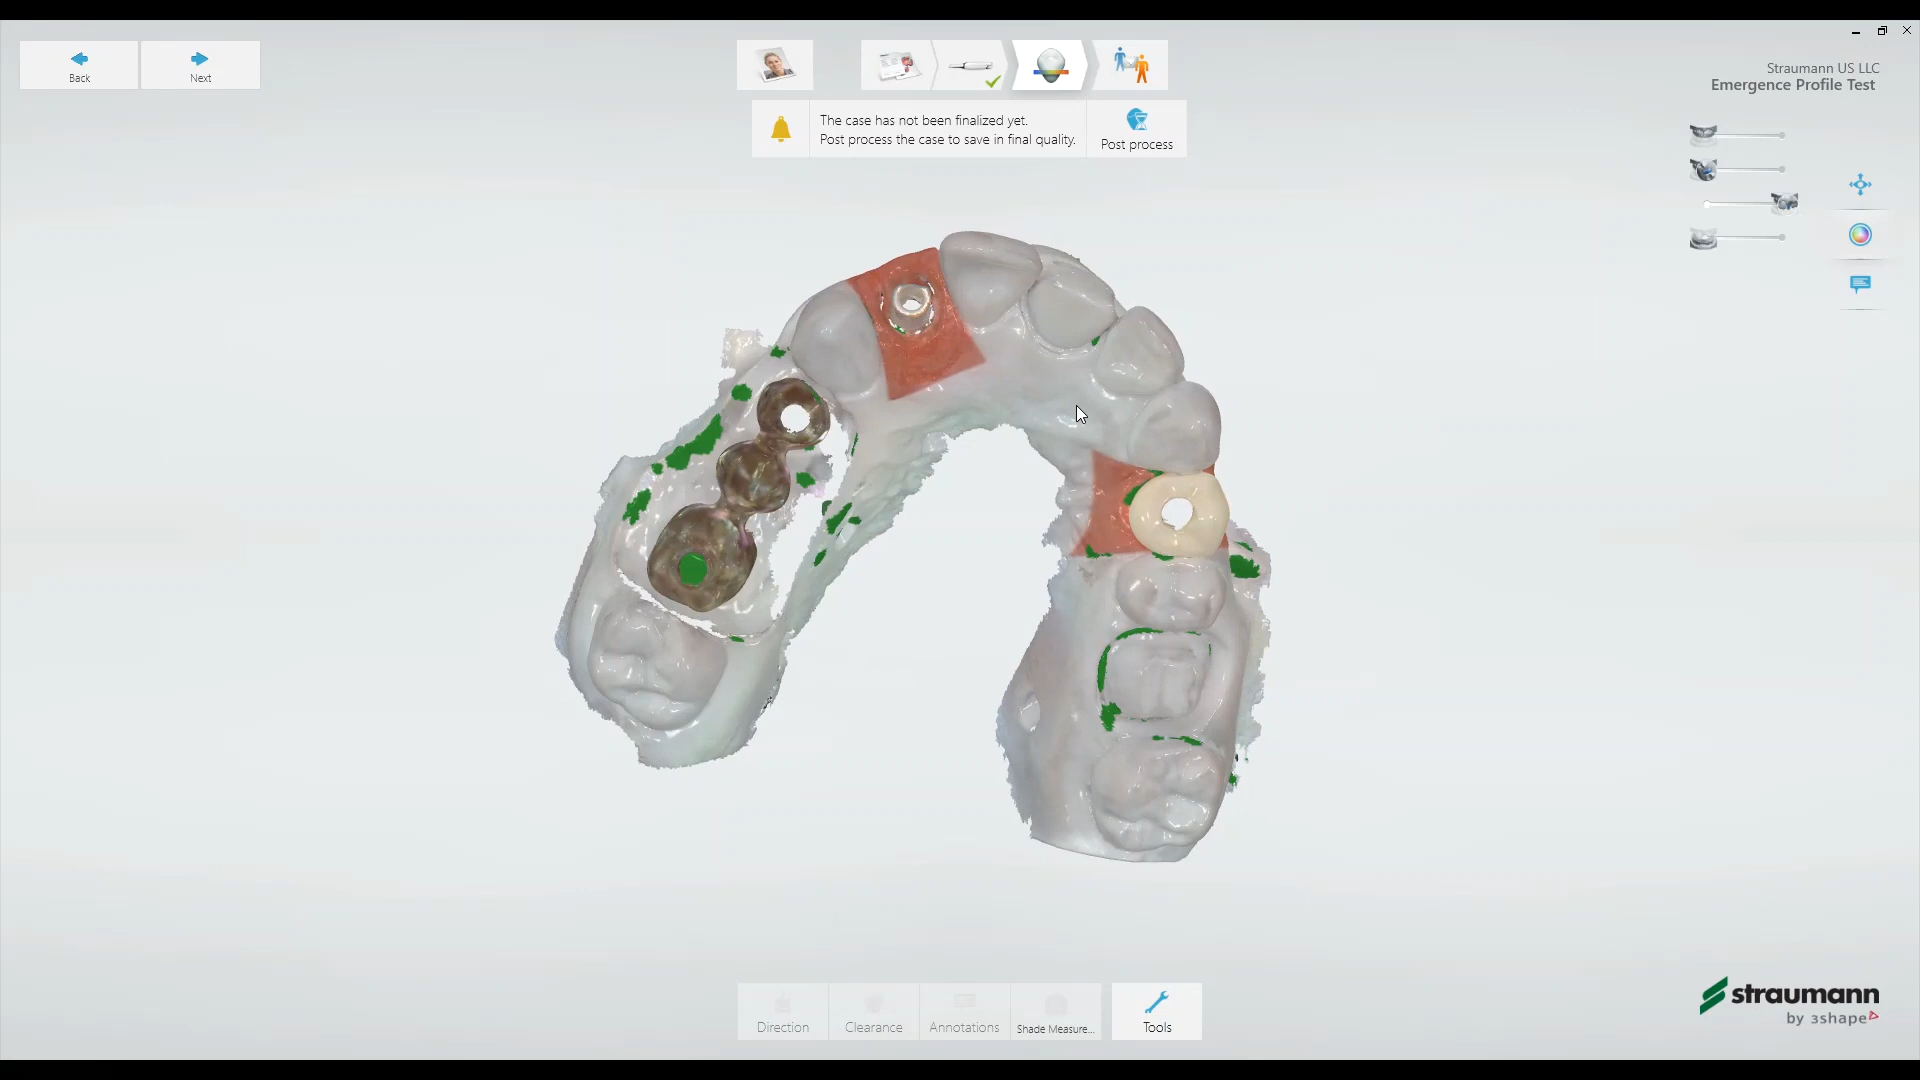 Back
Next
Straumann US LLC
Emergence Profile Test
The case has not been finalized yet.
Post process the case to save in final quality.
Post process
Direction
Clearance
Annotations
Shade Measure...
Tools
straumann
by 3shape